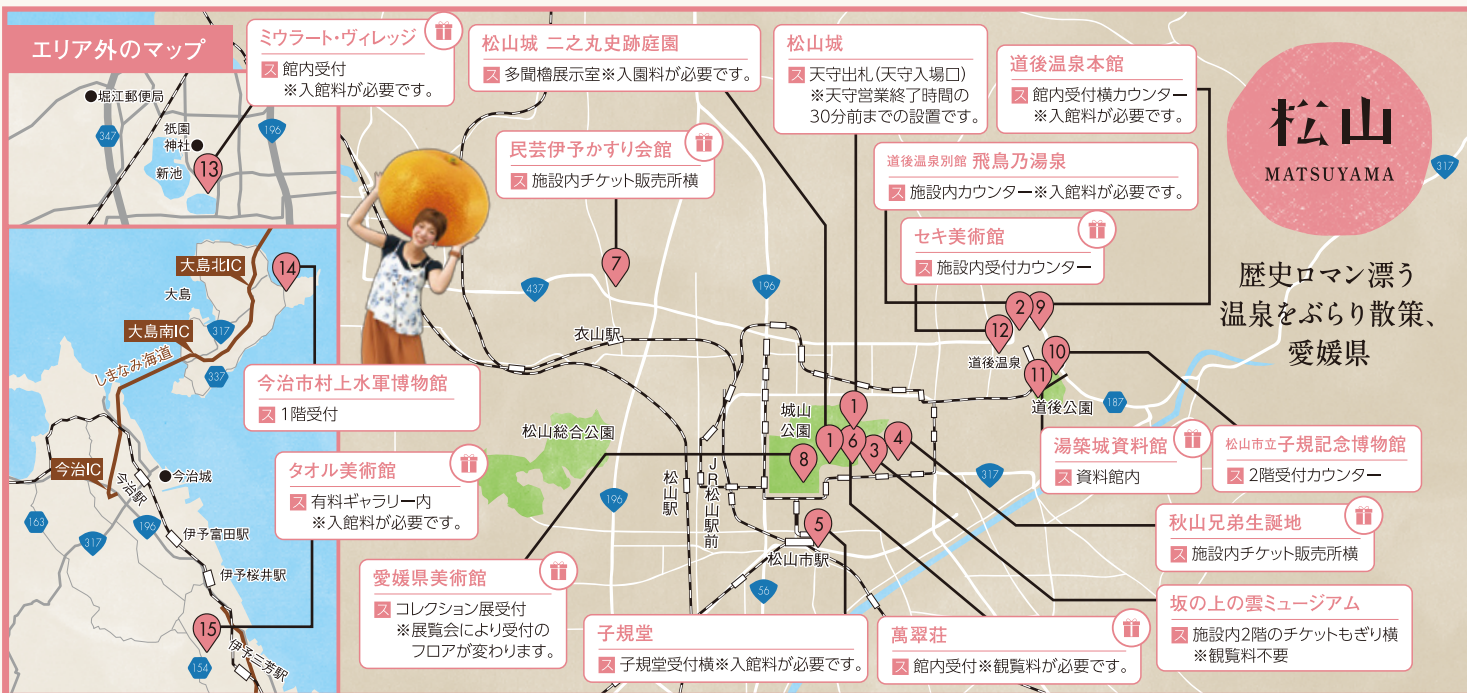 エリア外のマップ
堀江郵便局
347
196
祇園
神社
新池
13
ミウラート・ヴィレッジ
ス 館内受付
※入館料が必要です。
松山城 二之丸史跡庭園
ス 多聞櫓展示室※入園料が必要です。
松山城
ス 天守出札(天守入場口)
※天守営業終了時間の
30分前までの設置です。
道後温泉本館
ス 館内受付横カウンター
※入館料が必要です。
松山
MATSUYAMA
317
歴史ロマン漂う
温泉をぶらり散策、
愛媛県
民芸伊予かすり会館
ス 施設内チケット販売所横
道後温泉別館 飛鳥乃湯泉
ス 施設内カウンター※入館料が必要です。
セキ美術館
ス 施設内受付カウンター
7
437
196
衣山駅
2
9
12
道後温泉
10
11
道後公園
187
大島北IC
14
大島
大島南IC
317
しまなみ海道
337
今治市村上水軍博物館
ス 1階受付
今治IC
今治駅
今治城
163
317
196
伊予富田駅
伊予桜井駅
15
154
伊予三芳駅
タオル美術館
ス 有料ギャラリー内
※入館料が必要です。
松山総合公園
196
松山駅
JR松山駅前
城山
公園
1
1
6
3
4
8
317
5
松山市駅
56
湯築城資料館
ス 資料館内
松山市立子規記念博物館
ス 2階受付カウンター
秋山兄弟生誕地
ス 施設内チケット販売所横
愛媛県美術館
ス コレクション展受付
※展覧会により受付の
フロアが変わります。
子規堂
ス 子規堂受付横※入館料が必要です。
萬翠荘
ス 館内受付※観覧料が必要です。
坂の上の雲ミュージアム
ス 施設内2階のチケットもぎり横
※観覧料不要